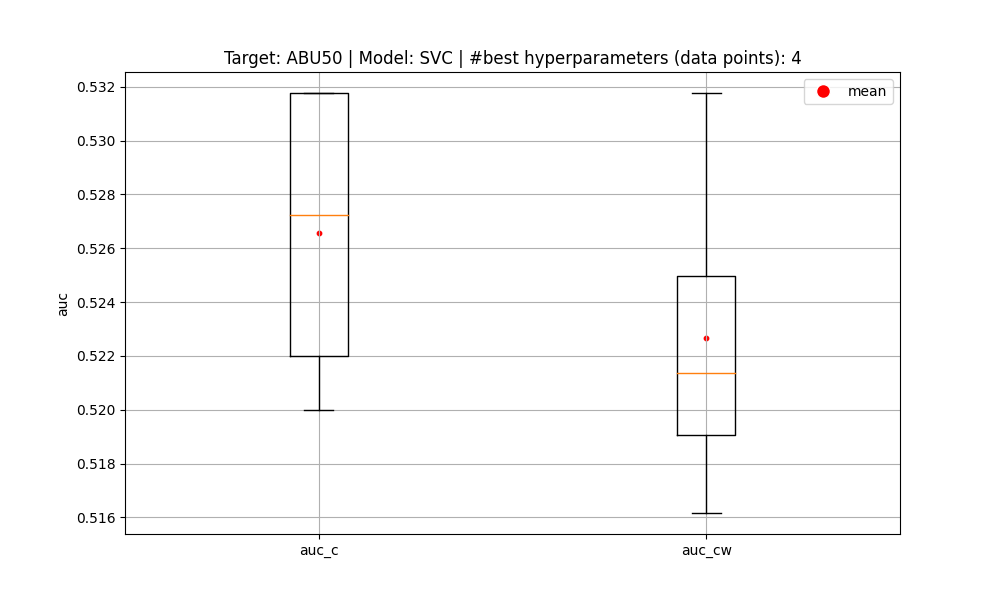 Target: ABU50 | Model: SVC | #best hyperparameters (data points): 4
mean
0.532
0.530
0.528
0.526
0.524
0.522
0.520
0.518
0.516
auc
auc_c
auc_cw